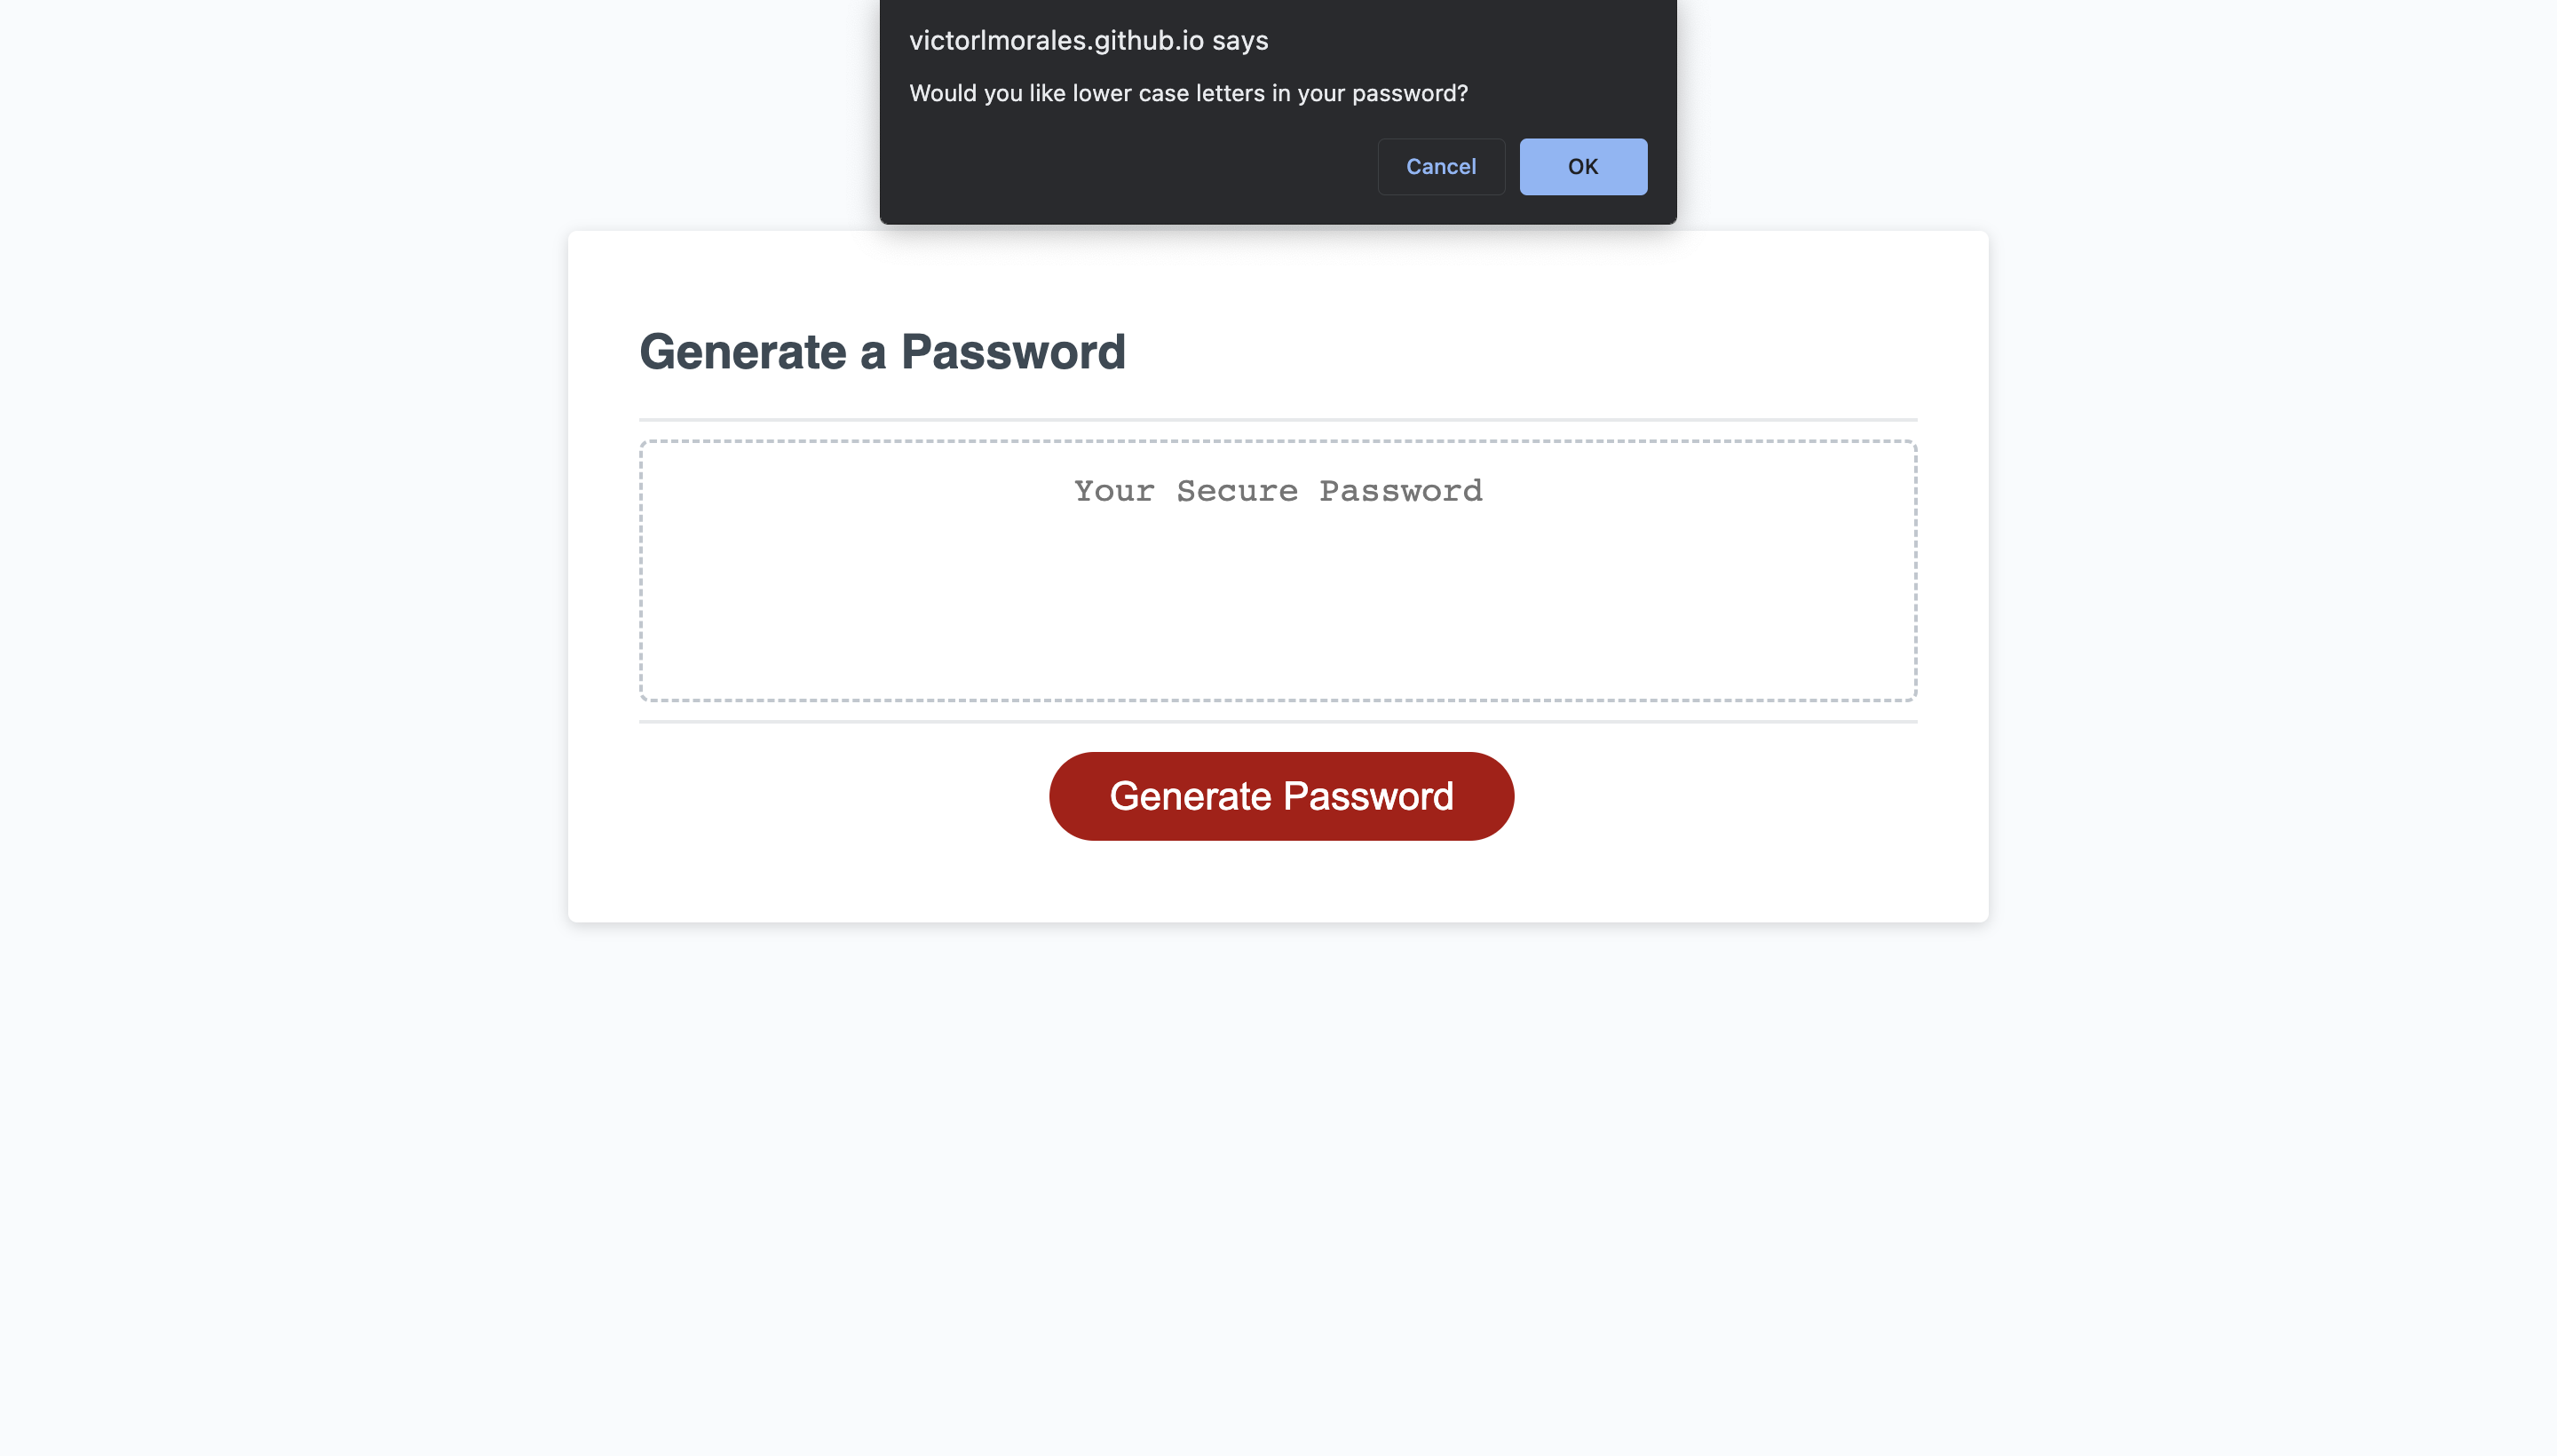 victorlmorales.github.io says
Would you like lower case letters in your password?
Cancel
OK
Generate a Password
Your Secure Password
Generate Password